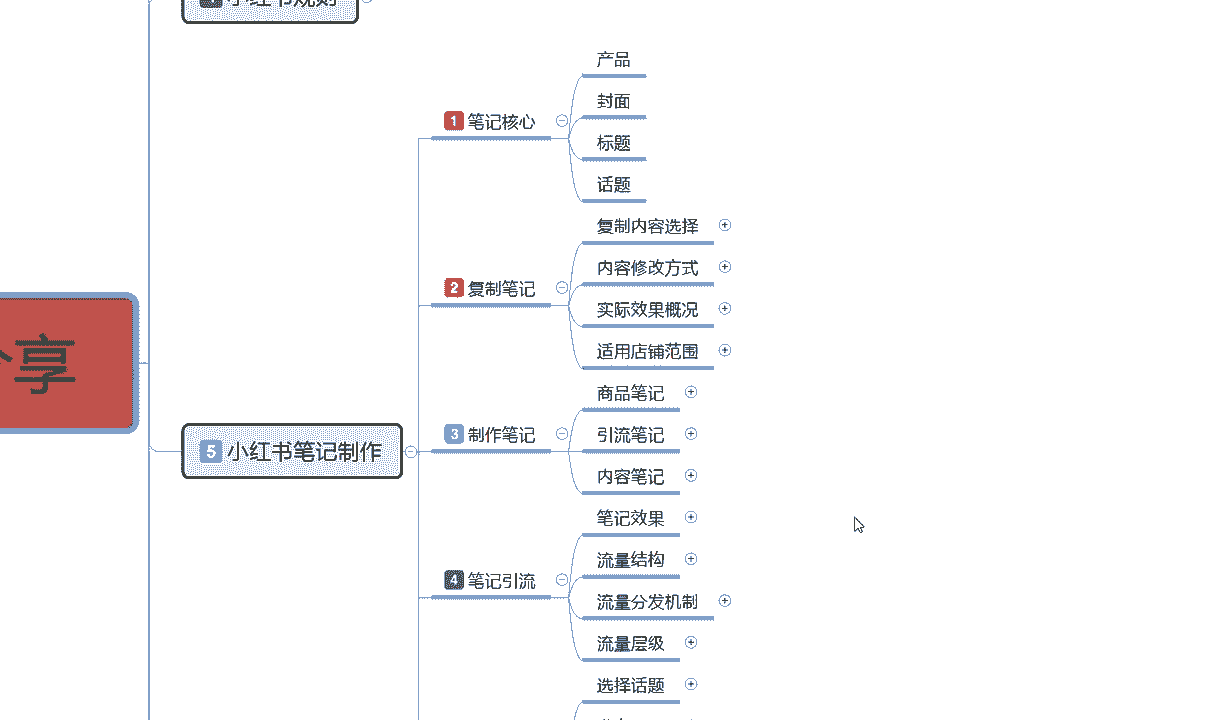 小红书规则
产品
封面
1 笔记核心
标题
话题
复制内容选择
内容修改方式
2 复制笔记
实际效果概况
适用店铺范围
享
5 小红书笔记制作
商品笔记
3 制作笔记
引流笔记
内容笔记
笔记效果
流量结构
4 笔记引流
流量分发机制
流量层级
选择话题